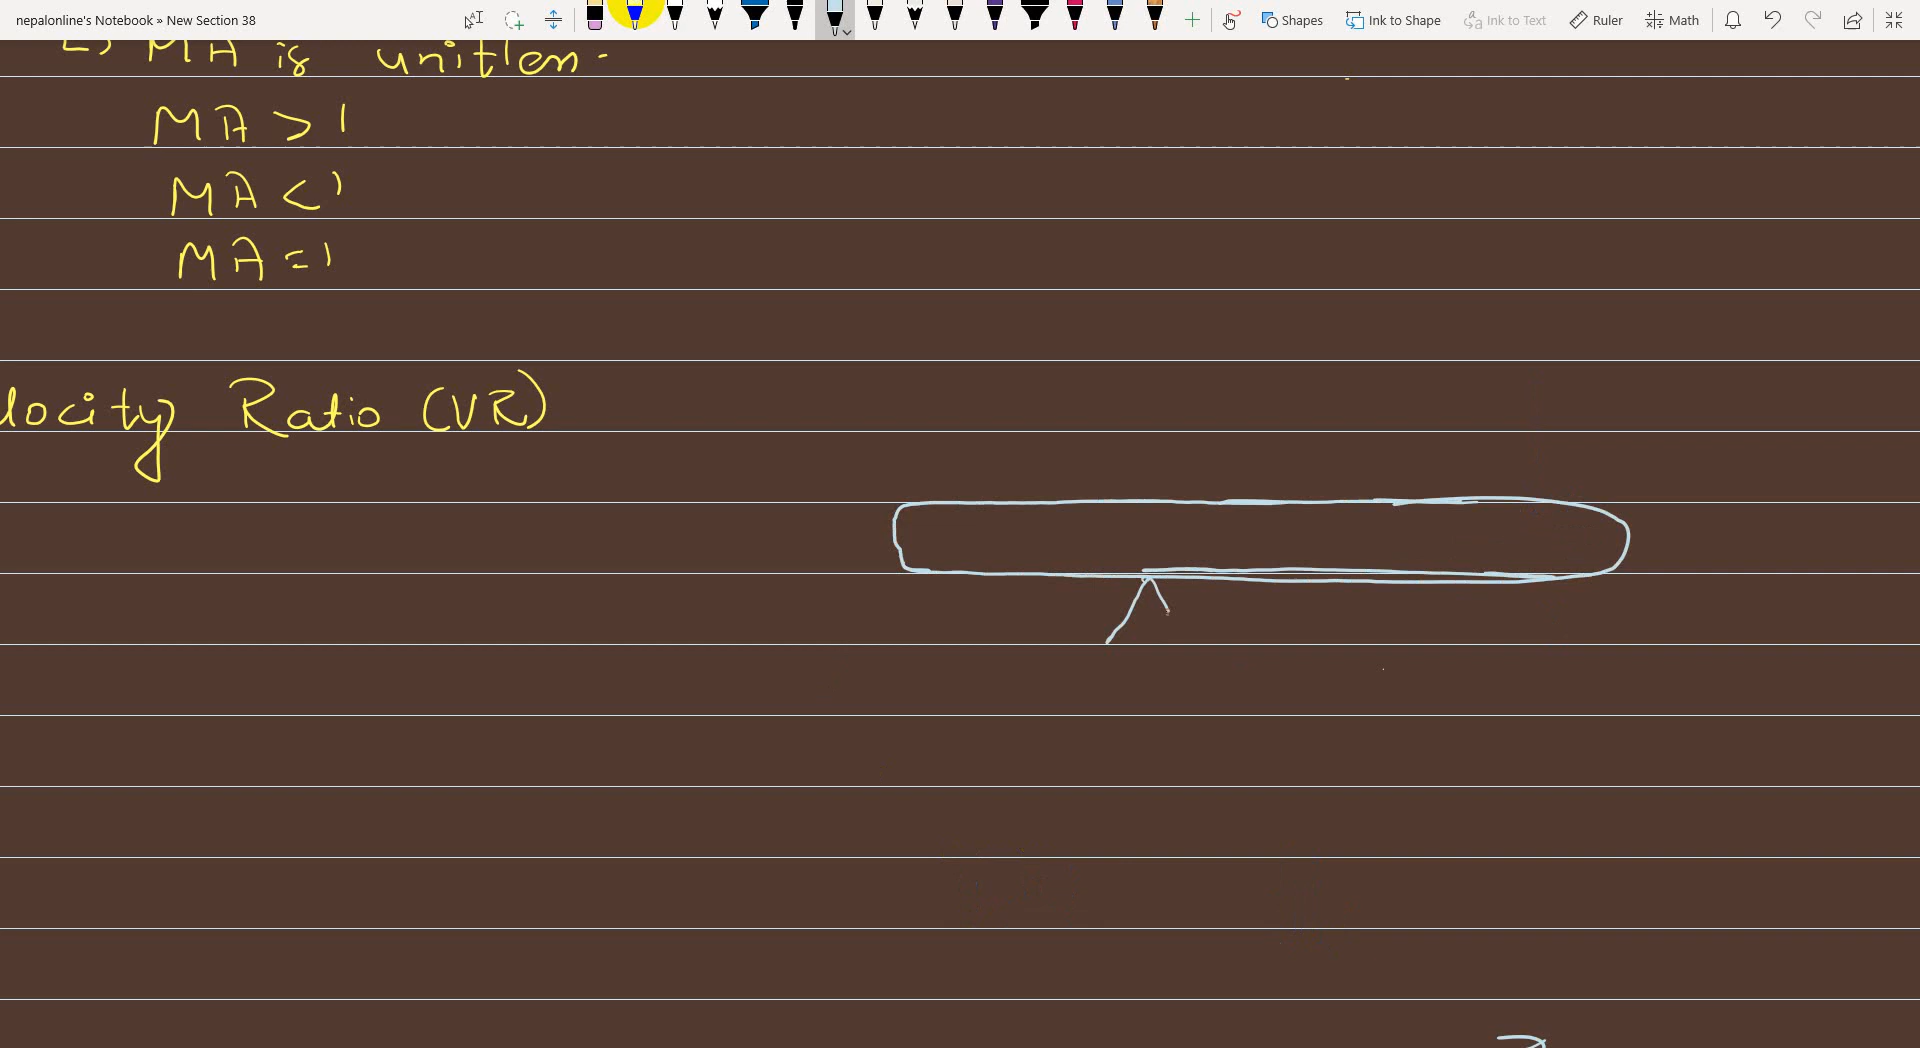 nepalonline's Notebook » New Section 38
Shapes
Ink to Shape
Ink to Text
Ruler
Math
MA is unitless.
MA > 1
MA < 1
MA = 1
locity Ratio (VR)